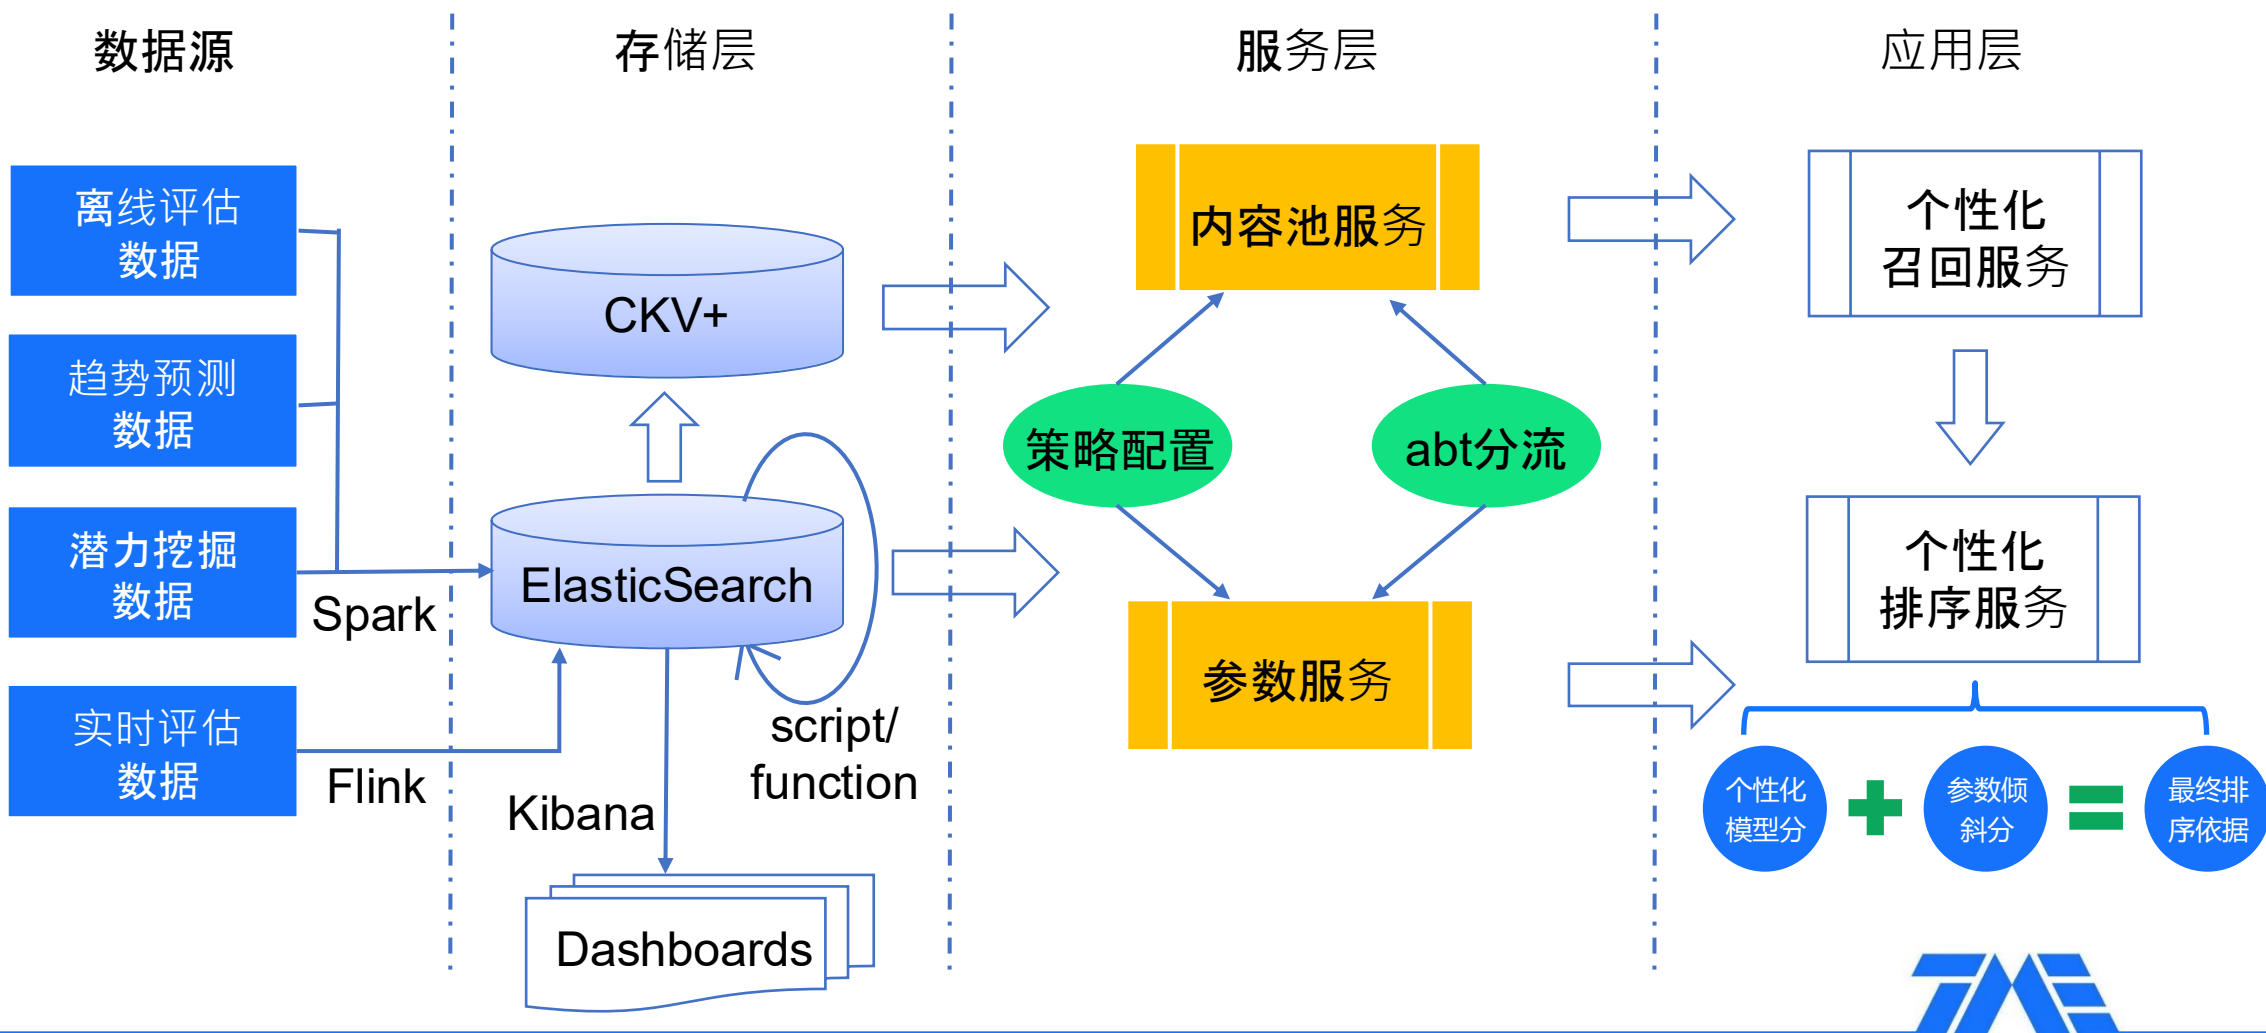 数据源
存储层
服务层
应用层
离线评估
数据
趋势预测
数据
潜力挖掘
数据
Spark
实时评估
数据
Flink
CKV+
ElasticSearch
script/
function
Kibana
Dashboards
内容池服务
策略配置
abt分流
参数服务
个性化
召回服务
个性化
排序服务
个性化
模型分
参数倾
斜分
最终排
序依据